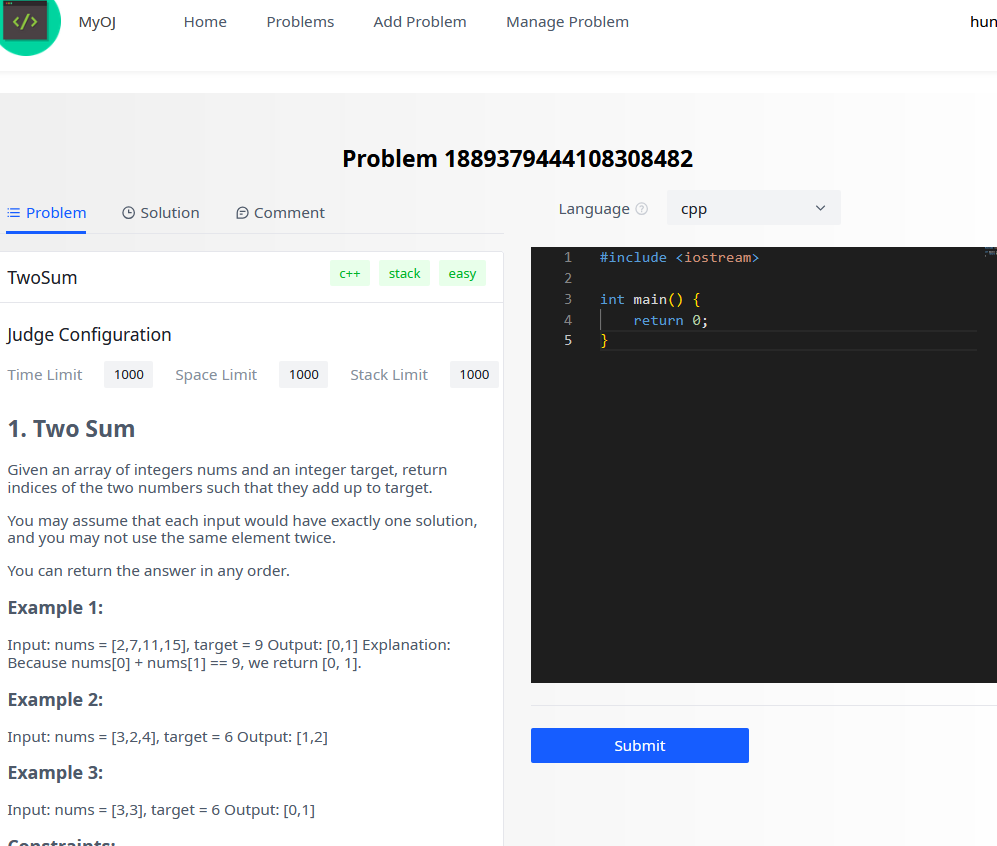 </>
MyOJ Home Problems Add Problem Manage Problem hun
Problem 1889379444108308482
Problem Solution Comment
Language cpp
TwoSum c++ stack easy
Judge Configuration
Time Limit 1000 Space Limit 1000 Stack Limit 1000
1. Two Sum
Given an array of integers nums and an integer target, return
indices of the two numbers such that they add up to target.
You may assume that each input would have exactly one solution,
and you may not use the same element twice.
You can return the answer in any order.
Example 1:
Input: nums = [2,7,11,15], target = 9 Output: [0,1] Explanation:
Because nums[0] + nums[1] == 9, we return [0, 1].
Example 2:
Input: nums = [3,2,4], target = 6 Output: [1,2]
Example 3:
Input: nums = [3,3], target = 6 Output: [0,1]
Constraints:
1 #include <iostream>
2
3 int main() {
4     return 0;
5 }
Submit